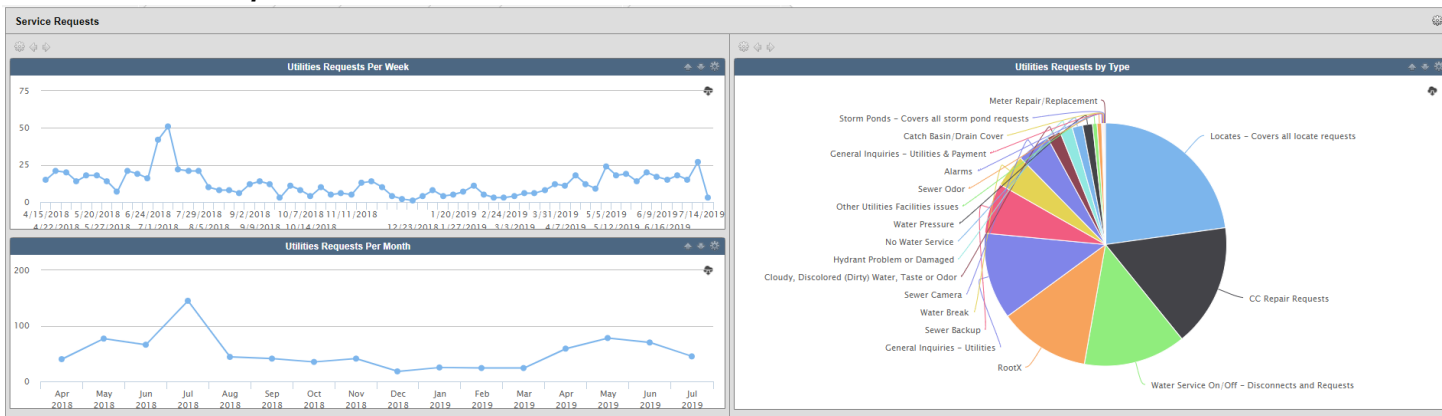 Service Requests
Utilities Requests Per Week
75
50
25
0
4/15/2018 5/20/2018 6/24/2018 7/29/2018 9/2/2018 10/7/2018 11/11/2018 1/20/2019 2/24/2019 3/31/2019 5/5/2019 6/9/2019 7/14/2019
4/22/2018 5/27/2018 7/1/2018 8/5/2018 9/9/2018 10/14/2018 12/23/2018 1/27/2019 3/3/2019 4/7/2019 5/12/2019 6/16/2019
Utilities Requests Per Month
200
100
0
Apr May Jun Jul Aug Sep Oct Nov Dec Jan Feb Mar Apr May Jun Jul
2018 2018 2018 2018 2018 2018 2018 2018 2018 2019 2019 2019 2019 2019 2019 2019
Utilities Requests by Type
Meter Repair/Replacement
Storm Ponds - Covers all storm pond requests
Catch Basin/Drain Cover
General Inquiries - Utilities & Payment
Alarms
Sewer Odor
Other Utilities Facilities issues
Water Pressure
No Water Service
Hydrant Problem or Damaged
Cloudy, Discolored (Dirty) Water, Taste or Odor
Sewer Camera
Water Break
Sewer Backup
General Inquiries - Utilities
RootX
Locates - Covers all locate requests
CC Repair Requests
Water Service On/Off - Disconnects and Requests